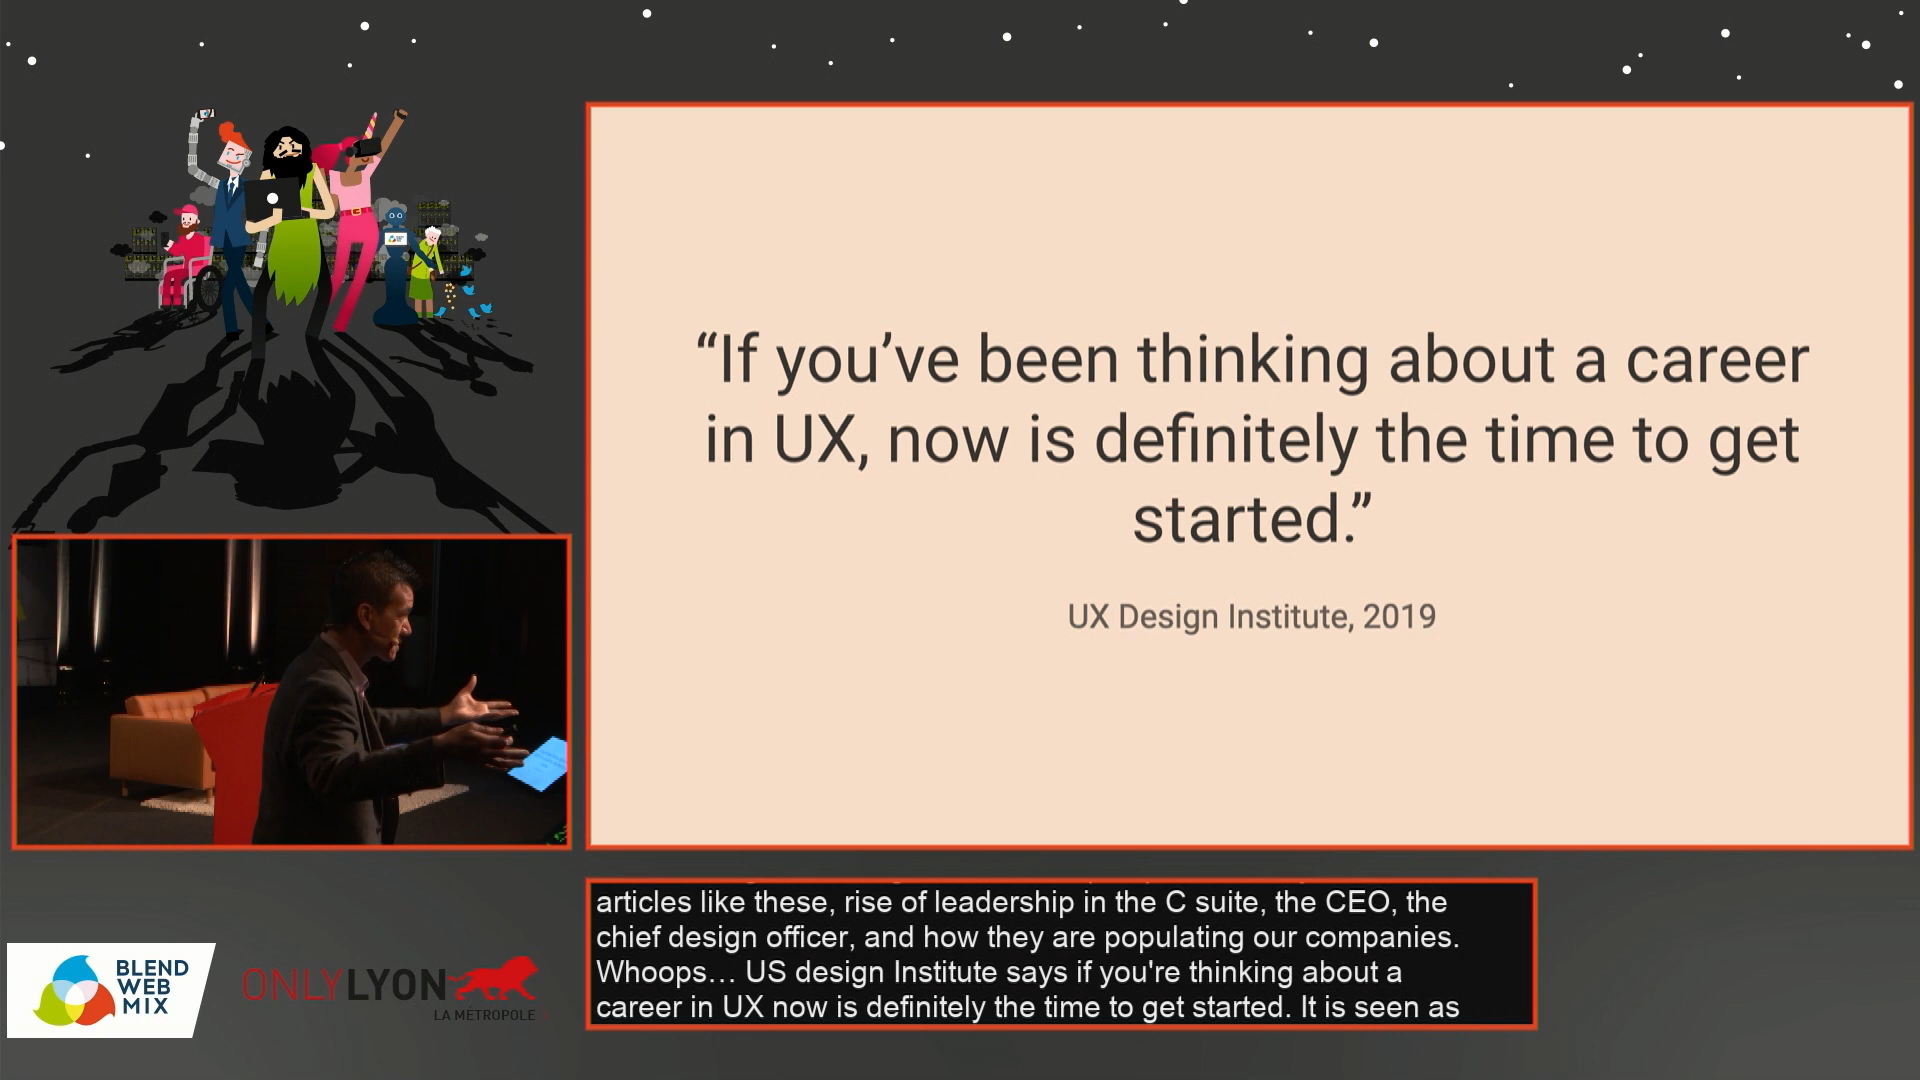 “If you’ve been thinking about a career
in UX, now is definitely the time to get
started.”
UX Design Institute, 2019
articles like these, rise of leadership in the C suite, the CEO, the
chief design officer, and how they are populating our companies.
Whoops… US design Institute says if you're thinking about a
career in UX now is definitely the time to get started. It is seen as
BLEND
WEB
MIX
ONLYLYON
LA MÉTROPOLE